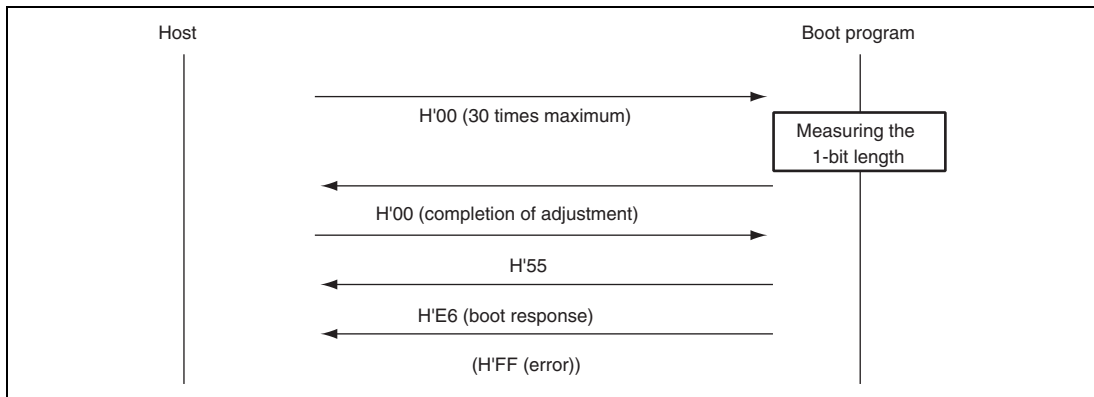 Host
Boot program
H'00 (30 times maximum)
Measuring the
1-bit length
H'00 (completion of adjustment)
H'55
H'E6 (boot response)
(H'FF (error))